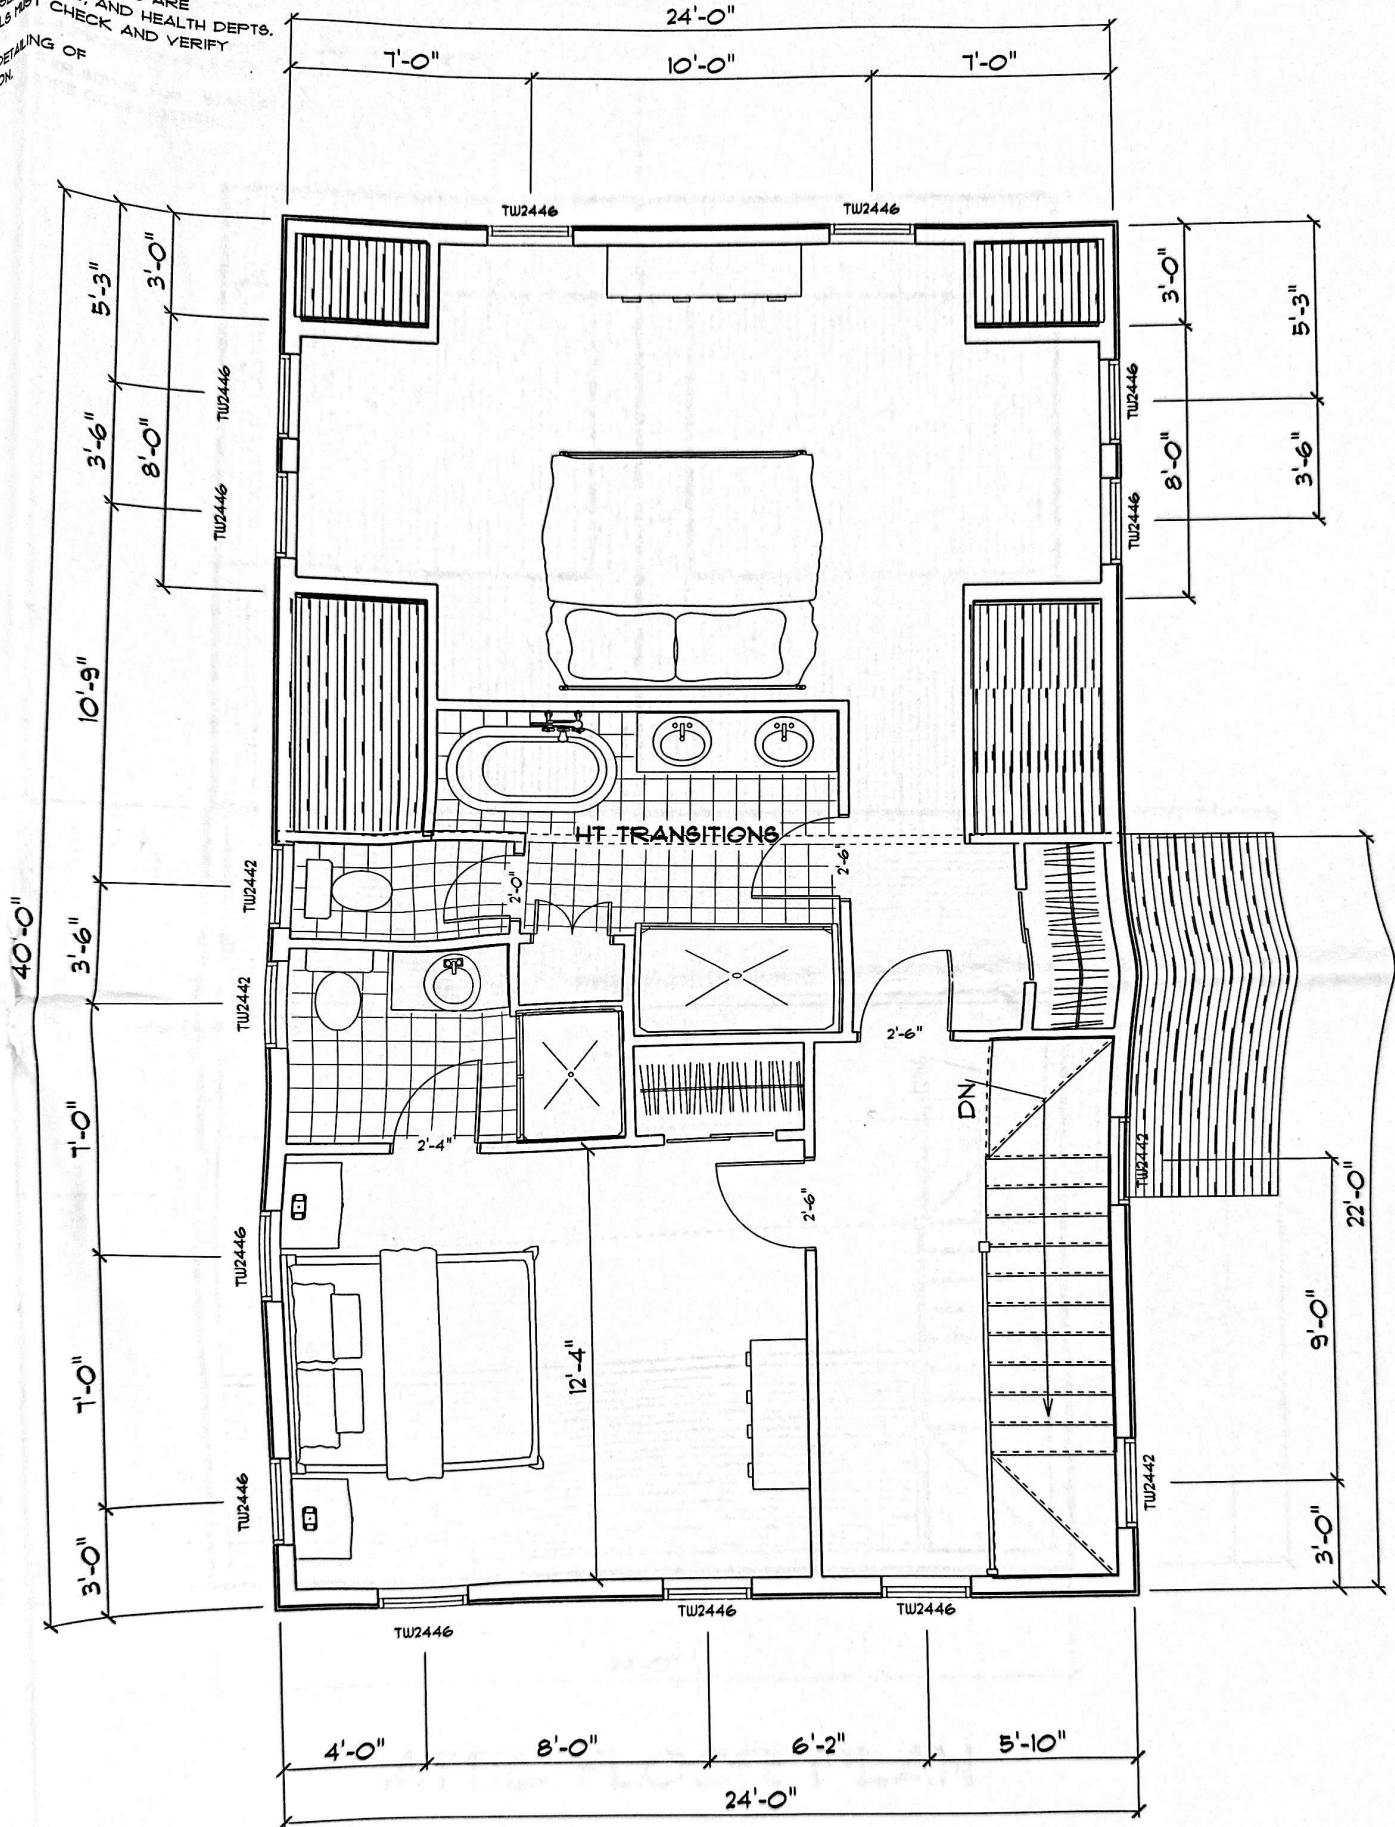 ARE
AND HEALTH DEPTS.
CHECK AND VERIFY
DETAILING OF
24'-0"
7'-0" 10'-0" 7'-0"
TW2446 TW2446
3'-0"
5'-3"
3'-0"
5'-3"
TW2446
TW2446
3'-6"
8'-0"
8'-0"
3'-6"
TW2446
TW2446
10'-9"
HT TRANSITIONS
2'-0"
2'-6"
TW2442
40'-0"
3'-6"
TW2442
2'-6"
DN
7'-0"
2'-4"
TW2442
2'-6"
22'-0"
TW2446
9'-0"
12'-4"
7'-0"
TW2446
TW2442
3'-0"
3'-0"
TW2446 TW2446 TW2446
4'-0" 8'-0" 6'-2" 5'-10"
24'-0"